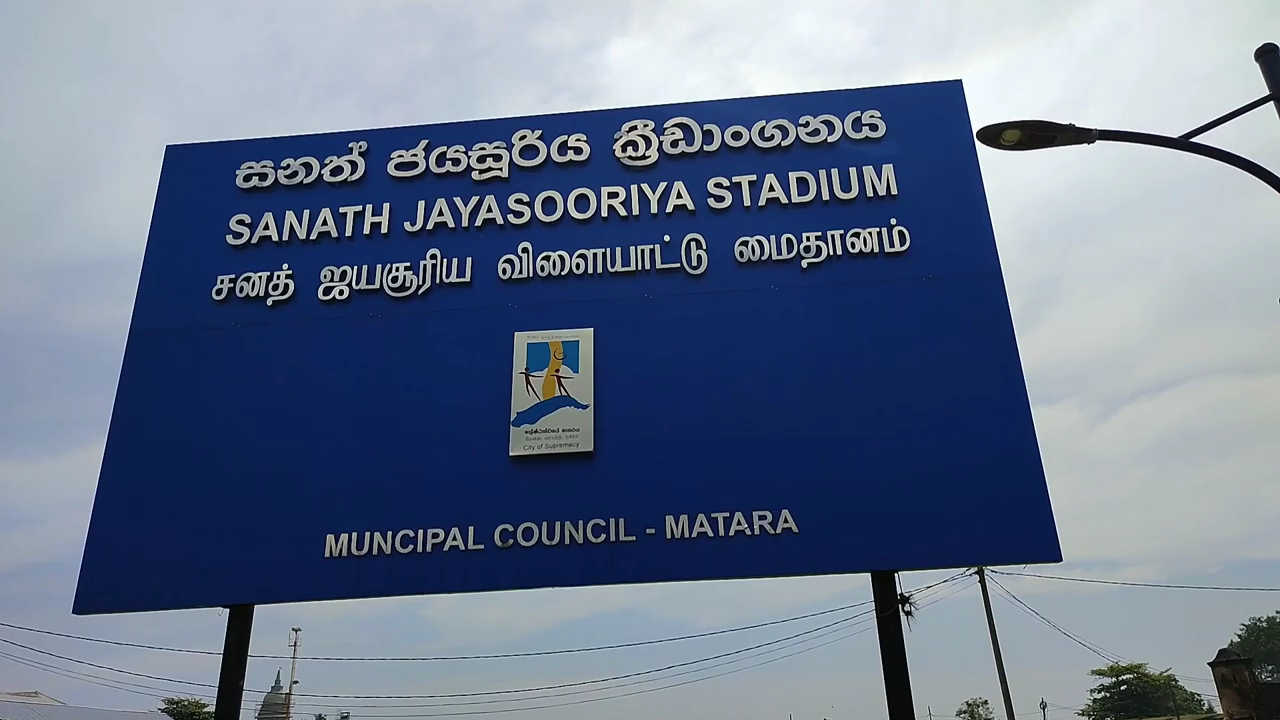 සනත් ජයසූරිය ක්‍රීඩාංගනය
SANATH JAYASOORIYA STADIUM
சனத் ஜயசூரிய விளையாட்டு மைதானம்
City of Supremacy
MUNCIPAL COUNCIL - MATARA